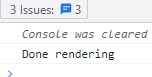 3 Issues: 3
Console was cleared
Done rendering